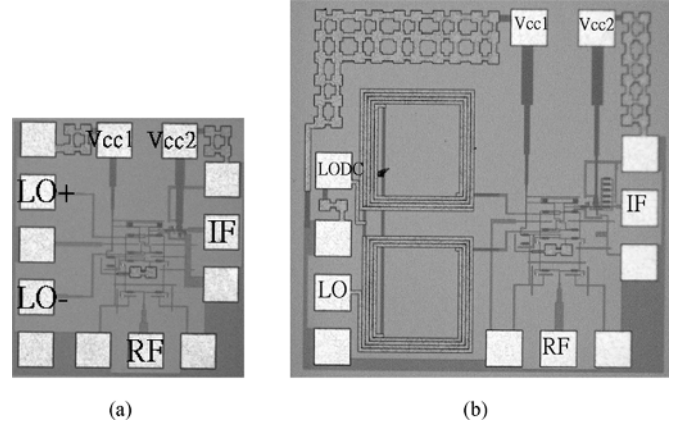 Vcc1 Vcc2
LO+
IF
LO-
RF
(a)
Vcc1 Vcc2
LODC
IF
LO
RF
(b)